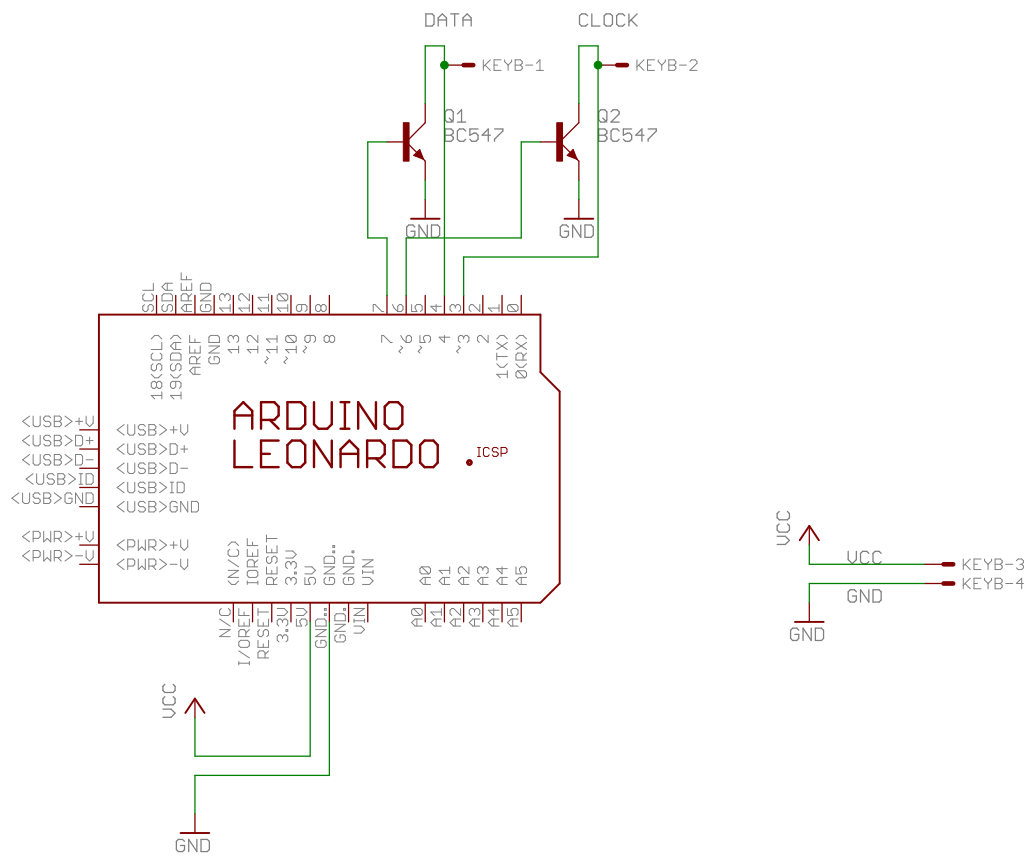 DATA
CLOCK
KEYB-1
KEYB-2
Q1
BC547
Q2
BC547
GND
GND
SCL
SDA
AREF
GND
13
12
11
10
9
8
7
6
5
4
3
2
1
0
18(SCL)
19(SDA)
AREF
GND
13
12
~11
~10
~9
8
7
~6
~5
4
~3
2
1(TX)
0(RX)
ARDUINO
LEONARDO
ICSP
<USB>+V
<USB>D+
<USB>D-
<USB>ID
<USB>GND
<PWR>+V
<PWR>-V
<USB>+V
<USB>D+
<USB>D-
<USB>ID
<USB>GND
<PWR>+V
<PWR>-V
(N/C)
IOREF
RESET
3.3V
5V
GND..
GND.
VIN
A0
A1
A2
A3
A4
A5
N/C
I/OREF
RESET
3.3V
5V
GND..
GND.
VIN
A0
A1
A2
A3
A4
A5
VCC
VCC
KEYB-3
KEYB-4
GND
GND
VCC
GND